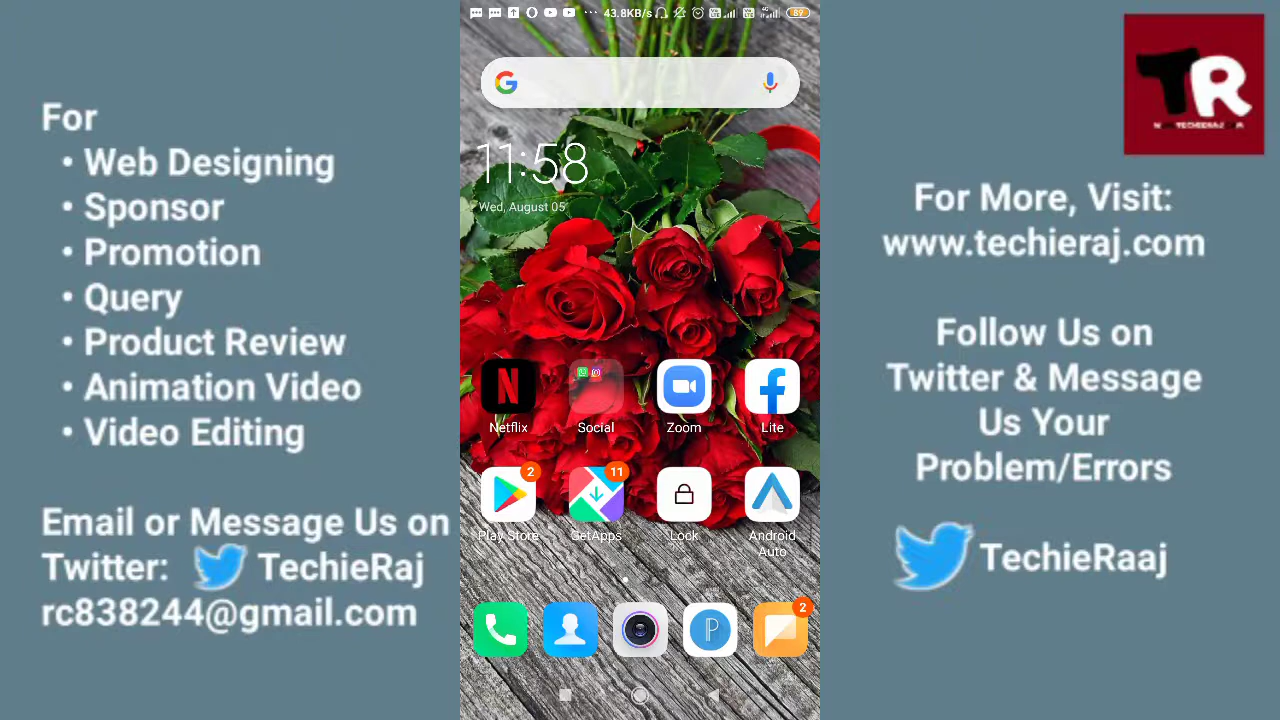 For
• Web Designing
• Sponsor
• Promotion
• Query
• Product Review
• Animation Video
• Video Editing
Email or Message Us on
Twitter: TechieRaj
rc838244@gmail.com
43.8KB/s
4G
89
11:58
Wed, August 05
Netflix
Social
Zoom
Lite
2
11
Play Store
GetApps
Lock
Android
Auto
2
TR
For More, Visit:
www.techieraj.com
Follow Us on
Twitter & Message
Us Your
Problem/Errors
TechieRaaj